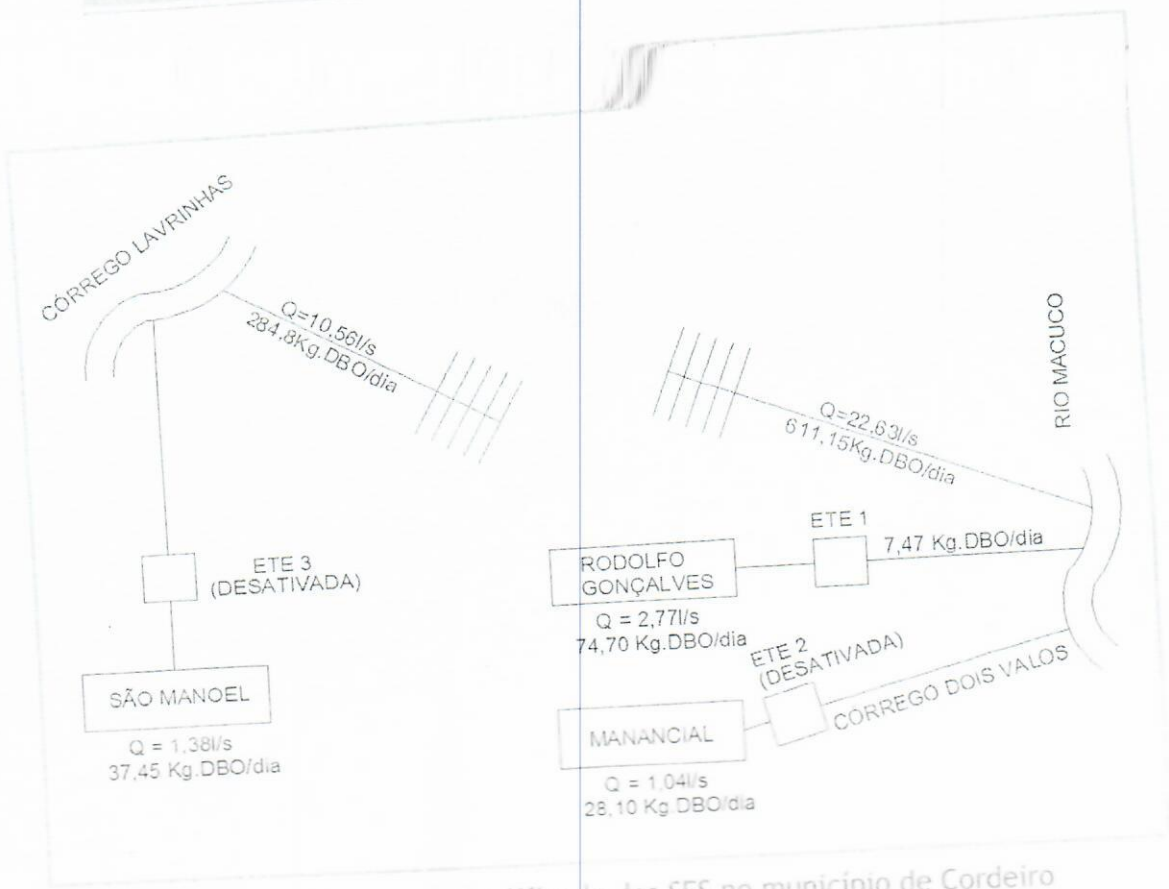 CÓRREGO LAVRINHAS
Q=10,56l/s
284,8Kg.DBO/dia
Q=22,63l/s
611,15Kg.DBO/dia
RIO MACUCO
ETE 3
(DESATIVADA)
SÃO MANOEL
Q = 1,38l/s
37,45 Kg.DBO/dia
RODOLFO
GONÇALVES
Q = 2,77l/s
74,70 Kg.DBO/dia
ETE 1
7,47 Kg.DBO/dia
ETE 2
(DESATIVADA)
CÓRREGO DOIS VALOS
MANANCIAL
Q = 1,04l/s
28,10 Kg.DBO/dia
SES no município de Cordeiro